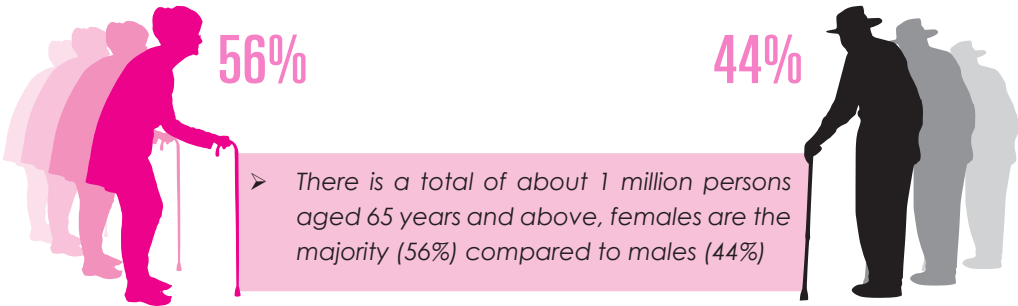 56%
44%
➢ There is a total of about 1 million persons
aged 65 years and above, females are the
majority (56%) compared to males (44%)